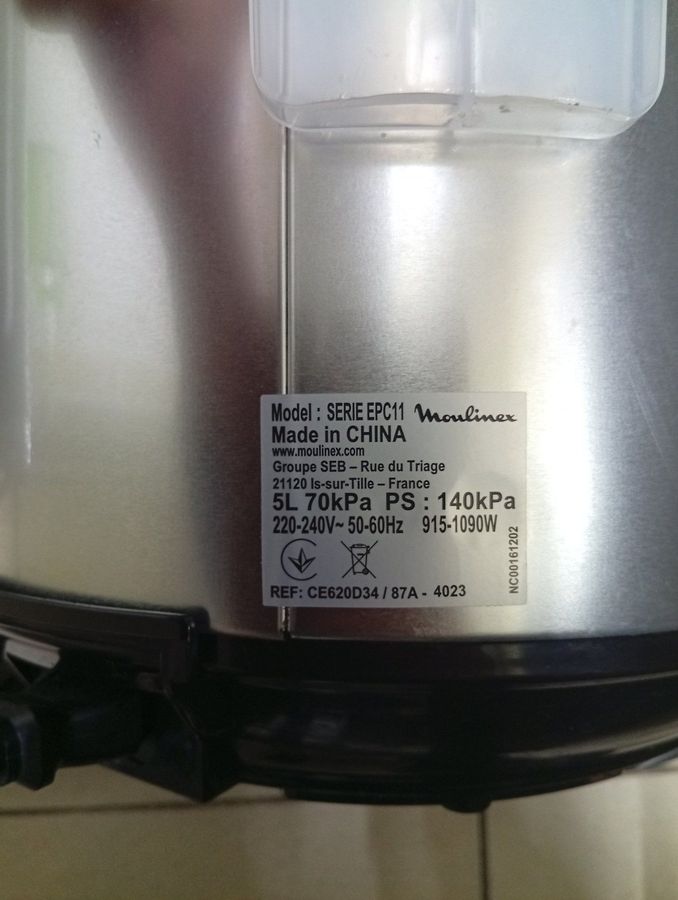 Model : SERIE EPC11 Moulinex
Made in CHINA
www.moulinex.com
Groupe SEB – Rue du Triage
21120 Is-sur-Tille – France
5L 70kPa PS : 140kPa
220-240V~ 50-60Hz 915-1090W
REF: CE620D34 / 87A - 4023
NC00161202